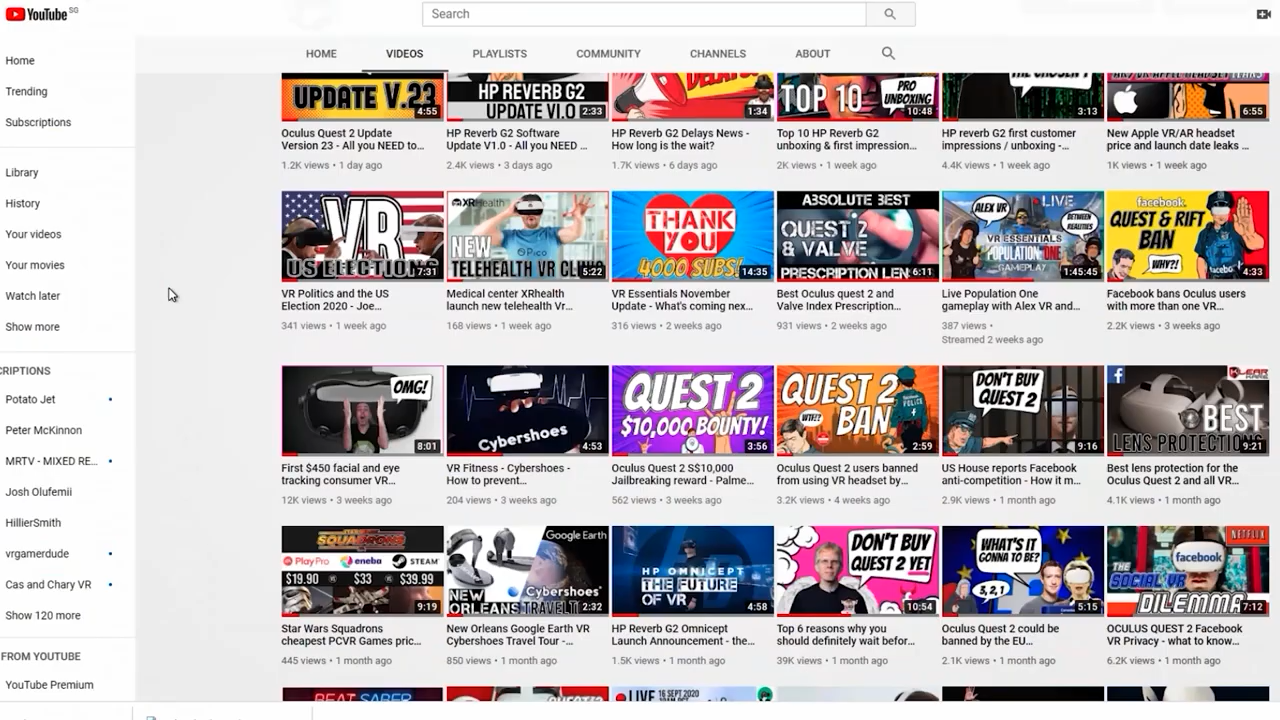 YouTube SG
Search
HOME VIDEOS PLAYLISTS COMMUNITY CHANNELS ABOUT
Home
Trending
Subscriptions
Library
History
Your videos
Your movies
Watch later
Show more
CRIPTIONS
Potato Jet
Peter McKinnon
MRTV - MIXED RE...
Josh Olufemii
HillierSmith
vrgamerdude
Cas and Chary VR
Show 120 more
FROM YOUTUBE
YouTube Premium
UPDATE V.23
4:55
HP REVERB G2
UPDATE V1.0
2:33
DELAYS
1:34
TOP 10
PRO
UNBOXING
10:48
3:13
6:55
Oculus Quest 2 Update
Version 23 - All you NEED to...
1.2K views • 1 day ago
HP Reverb G2 Software
Update V1.0 - All you NEED ...
2.4K views • 3 days ago
HP Reverb G2 Delays News -
How long is the wait?
1.7K views • 6 days ago
Top 10 HP Reverb G2
unboxing & first impression...
2K views • 1 week ago
HP reverb G2 first customer
impressions / unboxing -...
4.4K views • 1 week ago
New Apple VR/AR headset
price and launch date leaks ...
1K views • 1 week ago
VR
US ELECTIONS
7:31
XRHealth
Pico
NEW
TELEHEALTH VR CLINIC
5:22
THANK
YOU
4000 SUBS!
14:35
ABSOLUTE BEST
QUEST 2
& VALVE
PRESCRIPTION LEN
6:11
ALEX VR
LIVE
BETWEEN
REALITIES
VR ESSENTIALS
POPULATION: ONE
GAMEPLAY
1:45:45
facebook.
QUEST & RIFT
BAN
WHY?!
facebo
4:33
VR Politics and the US
Election 2020 - Joe...
341 views • 1 week ago
Medical center XRhealth
launch new telehealth Vr...
168 views • 1 week ago
VR Essentials November
Update - What's coming nex...
316 views • 2 weeks ago
Best Oculus quest 2 and
Valve Index Prescription...
931 views • 2 weeks ago
Live Population One
gameplay with Alex VR and...
387 views •
Streamed 2 weeks ago
Facebook bans Oculus users
with more than one VR...
2.2K views • 3 weeks ago
OMG!
8:01
Cybershoes
4:53
QUEST 2
$10,000 BOUNTY!
3:56
QUEST 2
BAN
WTF!?
POLICE
2:59
DON'T BUY
QUEST 2
9:16
KLEAR
BEST
LENS PROTECTION
9:21
First $450 facial and eye
tracking consumer VR...
12K views • 3 weeks ago
VR Fitness - Cybershoes -
How to prevent...
204 views • 3 weeks ago
Oculus Quest 2 S$10,000
Jailbreaking reward - Palme...
562 views • 3 weeks ago
Oculus Quest 2 users banned
from using VR headset by...
3.2K views • 4 weeks ago
US House reports Facebook
anti-competition - How it m...
2.9K views • 1 month ago
Best lens protection for the
Oculus Quest 2 and all VR...
4.1K views • 1 month ago
SQUADRONS
PlayPro eneba STEAM
$19.90 $33 $39.99
9:19
Google Earth
Cybershoes
NEW
ORLEANS TRAVEL
2:32
HP OMNICEPT
THE FUTURE
OF VR
4:58
DON'T BUY
QUEST 2 YET
10:54
WHAT'S IT
GONNA TO BE?
3, 2, 1
5:15
NETFLIX
facebook
THE SOCIAL VR
DILEMMA
7:12
Star Wars Squadrons
cheapest PCVR Games pric...
445 views • 1 month ago
New Orleans Google Earth VR
Cybershoes Travel Tour -...
850 views • 1 month ago
HP Reverb G2 Omnicept
Launch Announcement - the...
1.5K views • 1 month ago
Top 6 reasons why you
should definitely wait befor...
39K views • 1 month ago
Oculus Quest 2 could be
banned by the EU...
2.1K views • 1 month ago
OCULUS QUEST 2 Facebook
VR Privacy - what to know...
6.2K views • 1 month ago
BEAT SABER
LIVE 16 SEPT 2020